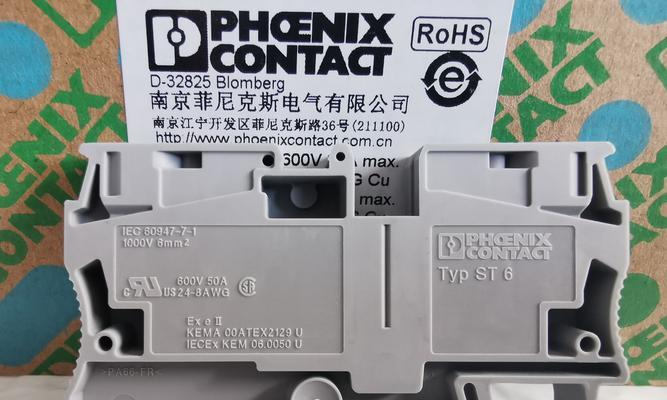 PHŒNIX
CONTACT
RoHS
e
D-32825 Blomberg
南京菲尼克斯电气有限公司
南京江宁开发区菲尼克斯路36号(211100)
http://www.phoenixcontact.com.cn
600V
A max.
G Cu
max.
IEC 60947-7-1
1000V 6mm²
600V 50A
US 24-8AWG
Ex e II
KEMA 00ATEX2129 U
IECEx KEM 06.0050 U
>PA66-FR<
PHŒNIX
CONTACT
Typ ST 6
PHOENIX
CONTACT